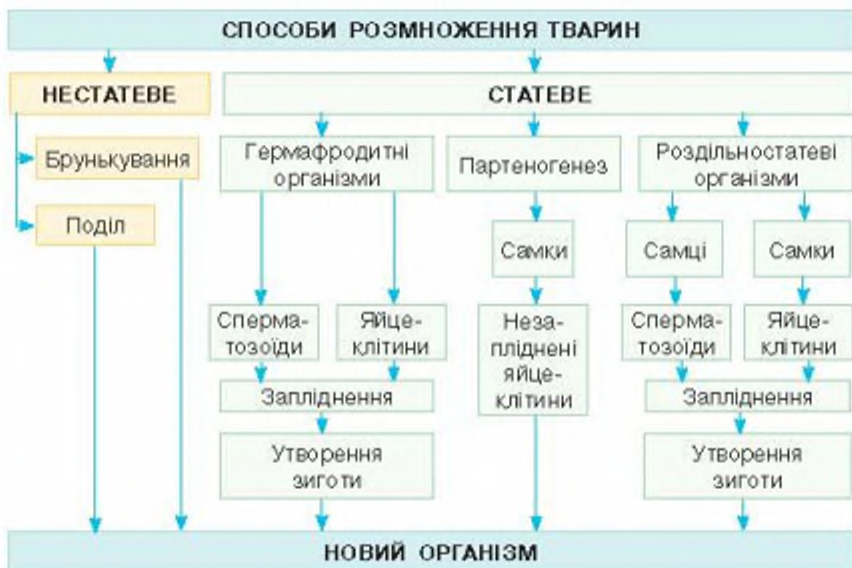 СПОСОБИ РОЗМНОЖЕННЯ ТВАРИН
НЕСТАТЕВЕ
СТАТЕВЕ
Брунькування
Поділ
Гермафродитні
організми
Партеногенез
Роздільностатеві
організми
Самки
Самці
Самки
Сперма-
тозоїди
Яйце-
клітини
Неза-
пліднені
яйце-
клітини
Сперма-
тозоїди
Яйце-
клітини
Запліднення
Запліднення
Утворення
зиготи
Утворення
зиготи
НОВИЙ ОРГАНІЗМ